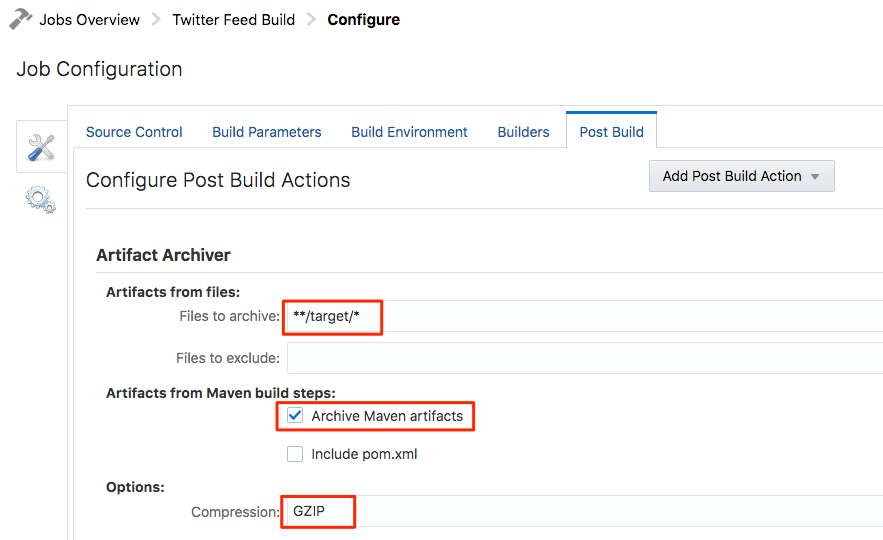 Jobs Overview Twitter Feed Build Configure
Job Configuration
Source Control Build Parameters Build Environment Builders Post Build
Configure Post Build Actions Add Post Build Action
Artifact Archiver
Artifacts from files:
Files to archive: **/target/*
Files to exclude:
Artifacts from Maven build steps:
Archive Maven artifacts
Include pom.xml
Options:
Compression: GZIP